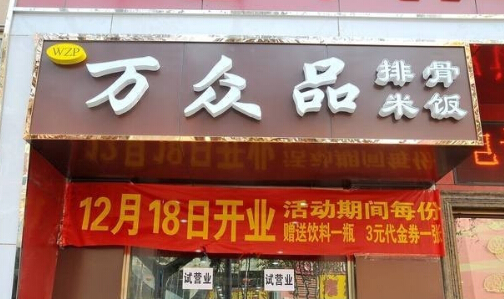 WZP
万众品 排骨
米饭
12月18日开业 活动期间每份
赠送饮料一瓶 3元代金券一张
试营业
试营业